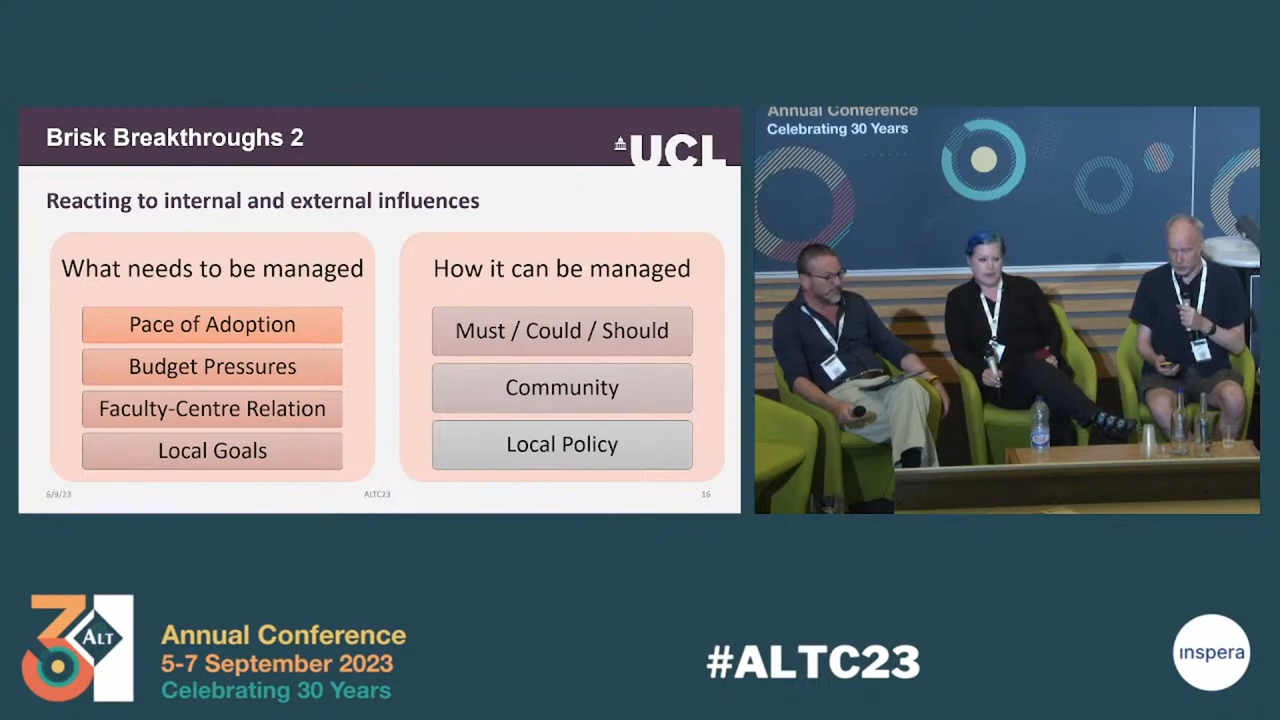 Brisk Breakthroughs 2
UCL
Reacting to internal and external influences
What needs to be managed
Pace of Adoption
Budget Pressures
Faculty-Centre Relation
Local Goals
How it can be managed
Must / Could / Should
Community
Local Policy
6/9/23
ALTC23
16
Annual Conference
Celebrating 30 Years
30
ALT
Annual Conference
5-7 September 2023
Celebrating 30 Years
#ALTC23
inspera